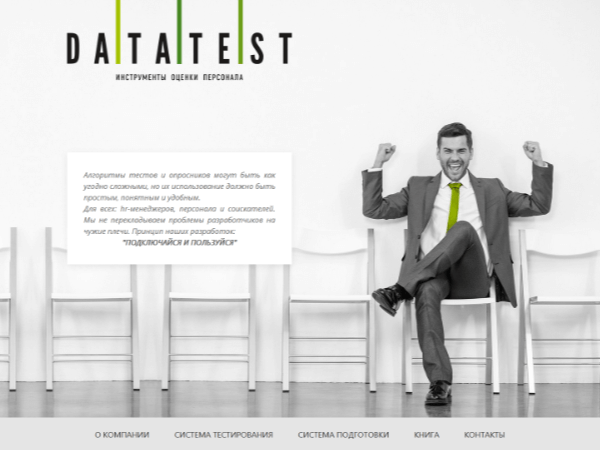 DATATEST
ИНСТРУМЕНТЫ ОЦЕНКИ ПЕРСОНАЛА
Алгоритмы тестов и опросников могут быть как
угодно сложными, но их использование должно быть
простым, понятным и удобным.
Для всех: hr-менеджеров, персонала и соискателей.
Мы не перекладываем проблемы разработчиков на
чужие плечи. Принцип наших разработок:
"ПОДКЛЮЧАЙСЯ И ПОЛЬЗУЙСЯ"
О КОМПАНИИ СИСТЕМА ТЕСТИРОВАНИЯ СИСТЕМА ПОДГОТОВКИ КНИГА КОНТАКТЫ